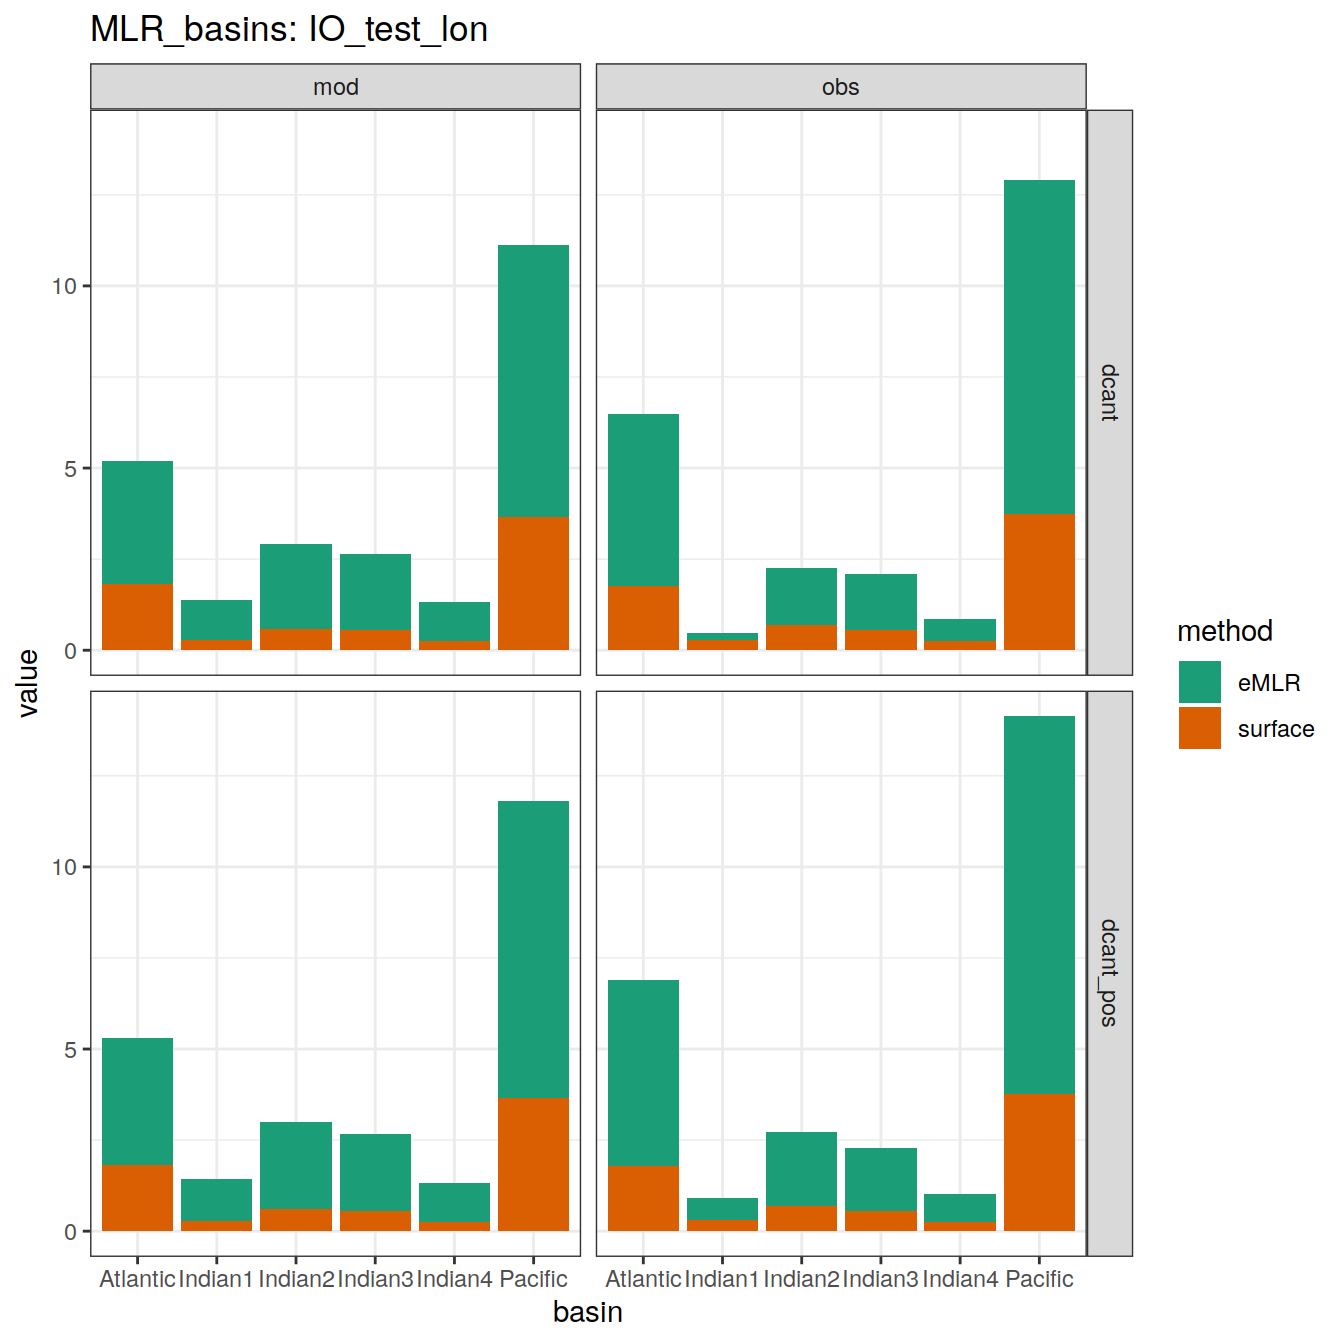 MLR_basins: IO_test_lon
mod
obs
10
5
0
dcant
10
5
0
dcant_pos
value
Atlantic Indian1 Indian2 Indian3 Indian4 Pacific
Atlantic Indian1 Indian2 Indian3 Indian4 Pacific
basin
method
eMLR
surface